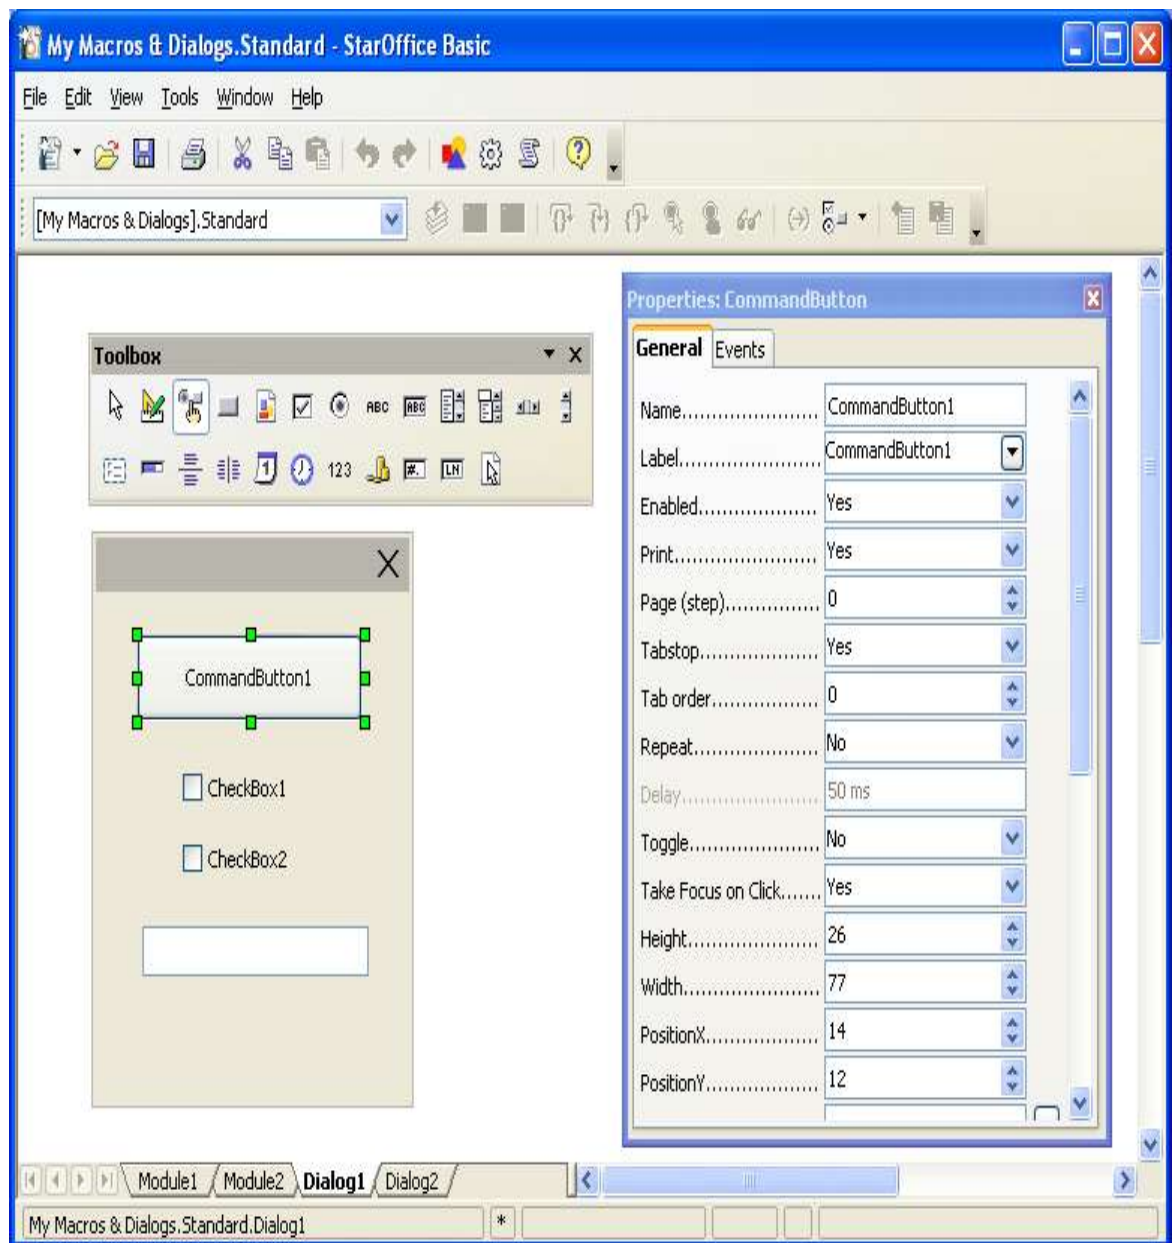 My Macros & Dialogs.Standard - StarOffice Basic
File Edit View Tools Window Help
[My Macros & Dialogs].Standard
Toolbox
ABC ABC
1 123 #. LN
CommandButton1
CheckBox1
CheckBox2
Properties: CommandButton
General Events
Name...................... CommandButton1
Label....................... CommandButton1
Enabled.................... Yes
Print........................ Yes
Page (step)................ 0
Tabstop.................... Yes
Tab order.................. 0
Repeat..................... No
Delay....................... 50 ms
Toggle...................... No
Take Focus on Click....... Yes
Height...................... 26
Width....................... 77
PositionX................... 14
PositionY................... 12
Module1 Module2 Dialog1 Dialog2
My Macros & Dialogs.Standard.Dialog1 *